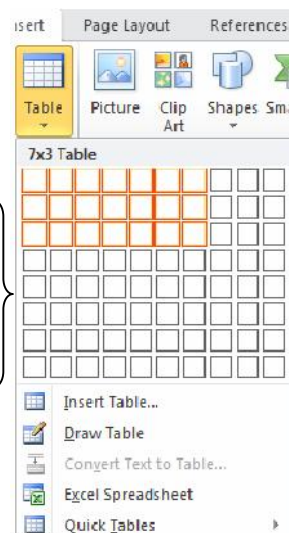 nsert Page Layout References
Table Picture Clip Art Shapes Sma
7x3 Table
Insert Table...
Draw Table
Convert Text to Table...
Excel Spreadsheet
Quick Tables